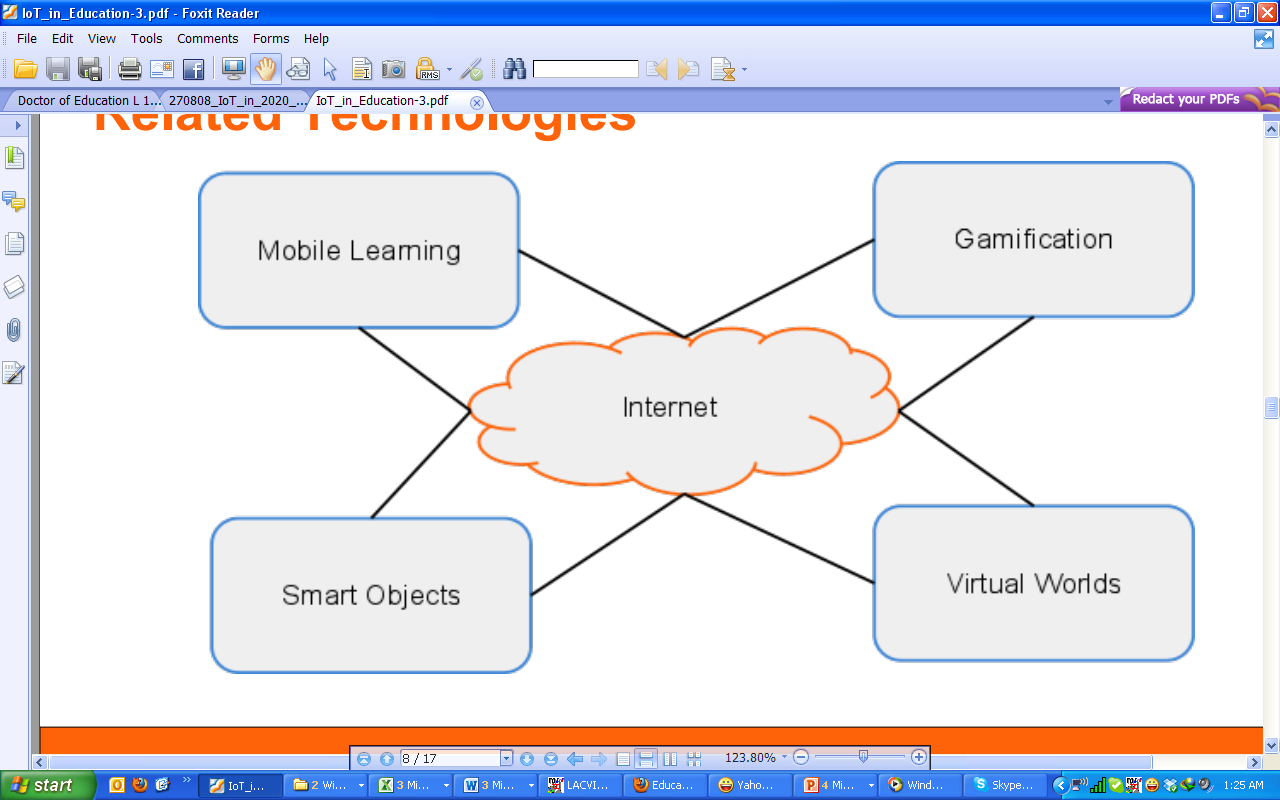 IoT_in_Education-3.pdf - Foxit Reader
File Edit View Tools Comments Forms Help
RMS
Doctor of Education L 1... 270808_IoT_in_2020_... IoT_in_Education-3.pdf Redact your PDFs
Related Technologies
Mobile Learning
Gamification
Internet
Smart Objects
Virtual Worlds
8 / 17 123.80%
start IoT_i... 2 Wi... 3 Mi... 3 Mi... LACVI... Educa... Yaho... 4 Mi... Wind... Skype... 1:25 AM